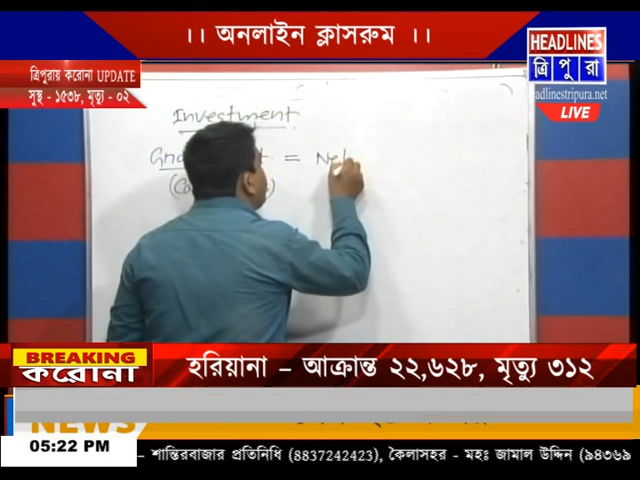 ।। অনলাইন ক্লাসরুম ।।
HEADLINES
ত্রিপুরা
adlinestripura.net
LIVE
ত্রিপুরায় করোনা UPDATE
সুস্থ - ১৫৩৮, মৃত্যু - ০২
Investment
= Net
BREAKING
করোনা
হরিয়ানা – আক্রান্ত ২২,৬২৮, মৃত্যু ৩১২
NEWS
05:22 PM
– শান্তিরবাজার প্রতিনিধি (8837242423), কৈলাসহর - মহঃ জামাল উদ্দিন (94369